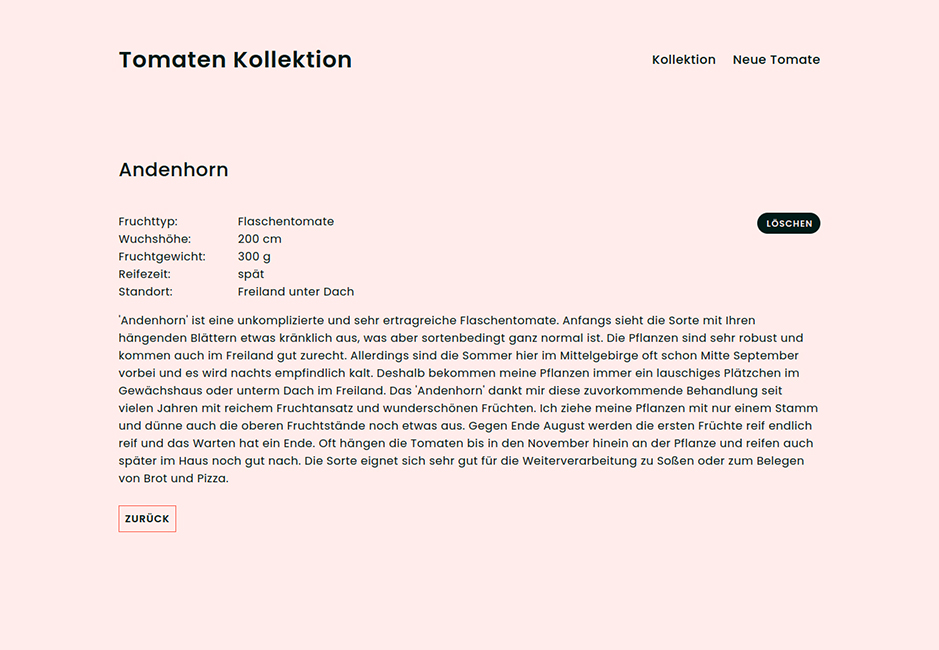 Tomaten Kollektion
Kollektion Neue Tomate
Andenhorn
Fruchttyp: Flaschentomate
LÖSCHEN
Wuchshöhe: 200 cm
Fruchtgewicht: 300 g
Reifezeit: spät
Standort: Freiland unter Dach
'Andenhorn' ist eine unkomplizierte und sehr ertragreiche Flaschentomate. Anfangs sieht die Sorte mit Ihren
hängenden Blättern etwas kränklich aus, was aber sortenbedingt ganz normal ist. Die Pflanzen sind sehr robust und
kommen auch im Freiland gut zurecht. Allerdings sind die Sommer hier im Mittelgebirge oft schon Mitte September
vorbei und es wird nachts empfindlich kalt. Deshalb bekommen meine Pflanzen immer ein lauschiges Plätzchen im
Gewächshaus oder unterm Dach im Freiland. Das 'Andenhorn' dankt mir diese zuvorkommende Behandlung seit
vielen Jahren mit reichem Fruchtansatz und wunderschönen Früchten. Ich ziehe meine Pflanzen mit nur einem Stamm
und dünne auch die oberen Fruchtstände noch etwas aus. Gegen Ende August werden die ersten Früchte reif endlich
reif und das Warten hat ein Ende. Oft hängen die Tomaten bis in den November hinein an der Pflanze und reifen auch
später im Haus noch gut nach. Die Sorte eignet sich sehr gut für die Weiterverarbeitung zu Soßen oder zum Belegen
von Brot und Pizza.
ZURÜCK